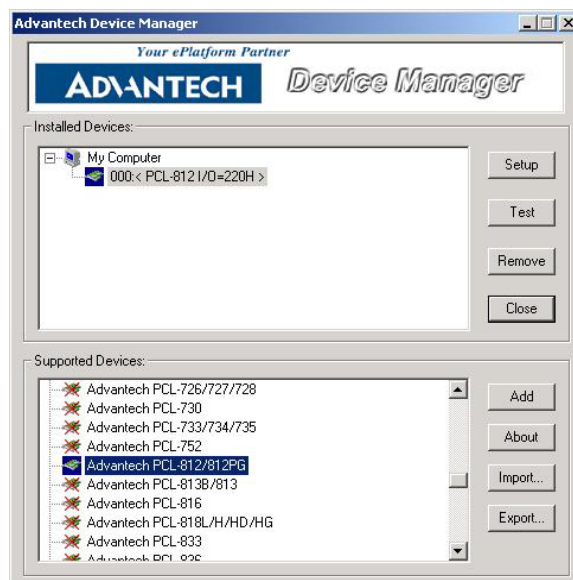 Advantech Device Manager
Your ePlatform Partner
ADVANTECH Device Manager
Installed Devices:
My Computer
000:< PCL-812 I/O=220H >
Setup
Test
Remove
Close
Supported Devices:
Advantech PCL-726/727/728
Advantech PCL-730
Advantech PCL-733/734/735
Advantech PCL-752
Advantech PCL-812/812PG
Advantech PCL-813B/813
Advantech PCL-816
Advantech PCL-818L/H/HD/HG
Advantech PCL-833
Advantech PCL-836
Add
About
Import...
Export...